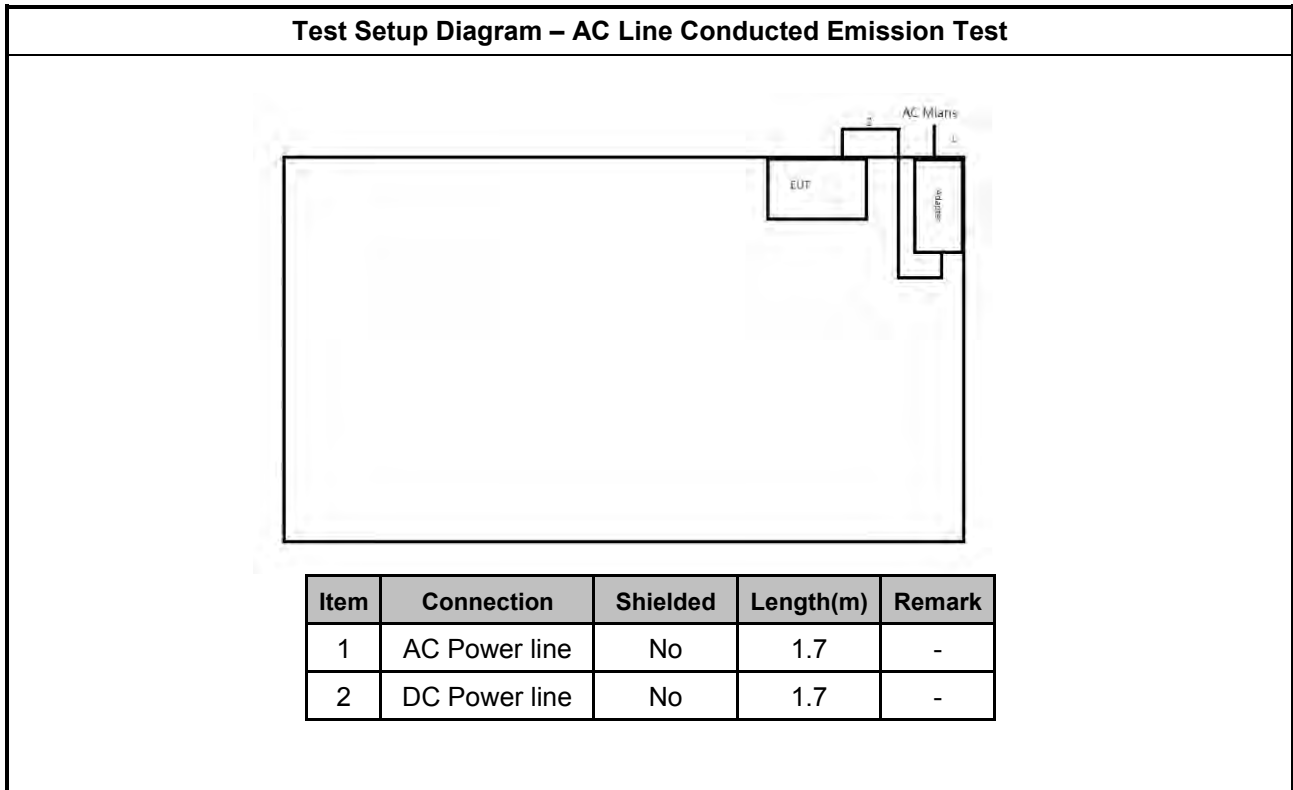 Test Setup Diagram – AC Line Conducted Emission Test
2
AC Mians
1
EUT
Adapter
Item Connection Shielded Length(m) Remark
1 AC Power line No 1.7 -
2 DC Power line No 1.7 -